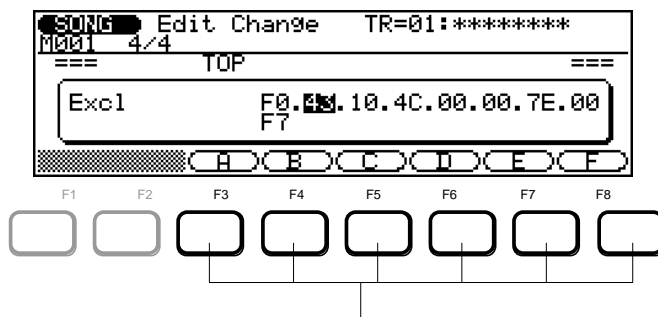 SONG Edit Change TR=01:********
M001 4/4
=== TOP ===
Excl F0.43.10.4C.00.00.7E.00
F7
A B C D E F
F1 F2 F3 F4 F5 F6 F7 F8